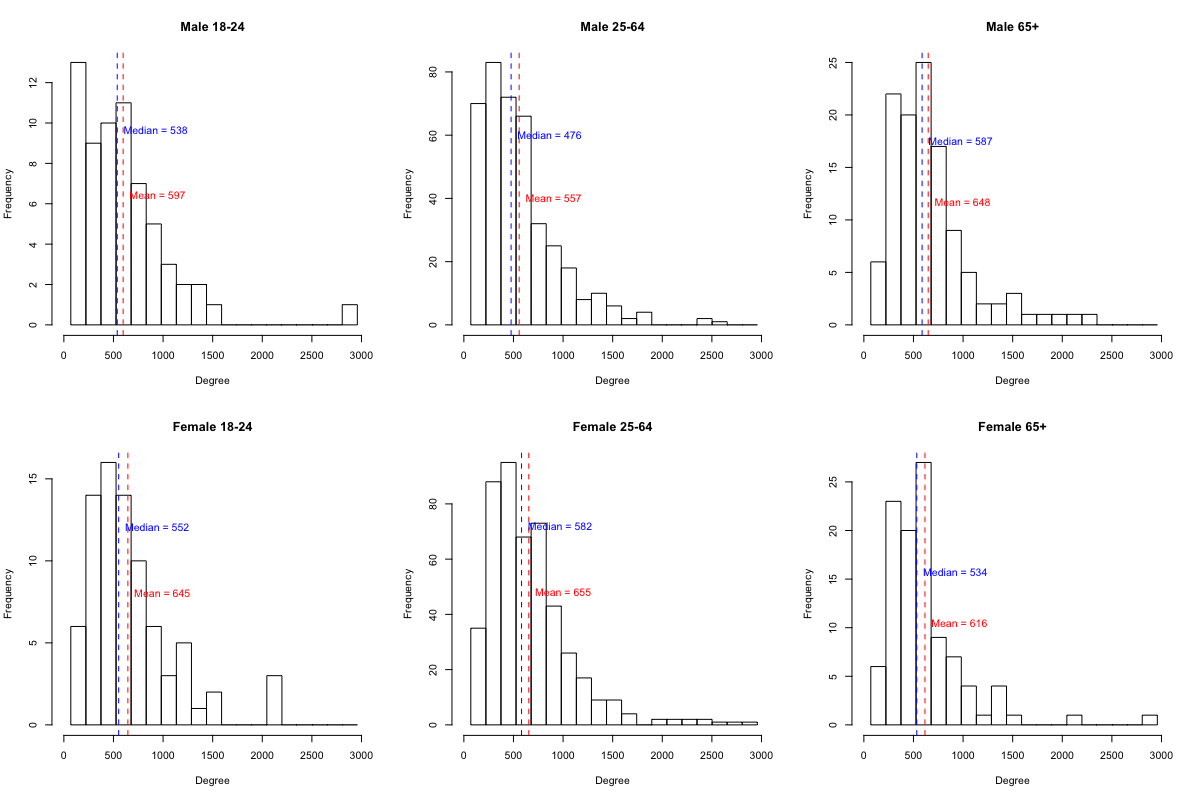 Male 18-24
Male 25-64
Male 65+
Frequency
0
2
4
6
8
10
12
Median = 538
Mean = 597
0
500
1000
1500
2000
2500
3000
Degree
Frequency
0
20
40
60
80
Median = 476
Mean = 557
0
500
1000
1500
2000
2500
3000
Degree
Frequency
0
5
10
15
20
25
Median = 587
Mean = 648
0
500
1000
1500
2000
2500
3000
Degree
Female 18-24
Female 25-64
Female 65+
Frequency
0
5
10
15
Median = 552
Mean = 645
0
500
1000
1500
2000
2500
3000
Degree
Frequency
0
20
40
60
80
Median = 582
Mean = 655
0
500
1000
1500
2000
2500
3000
Degree
Frequency
0
5
10
15
20
25
Median = 534
Mean = 616
0
500
1000
1500
2000
2500
3000
Degree